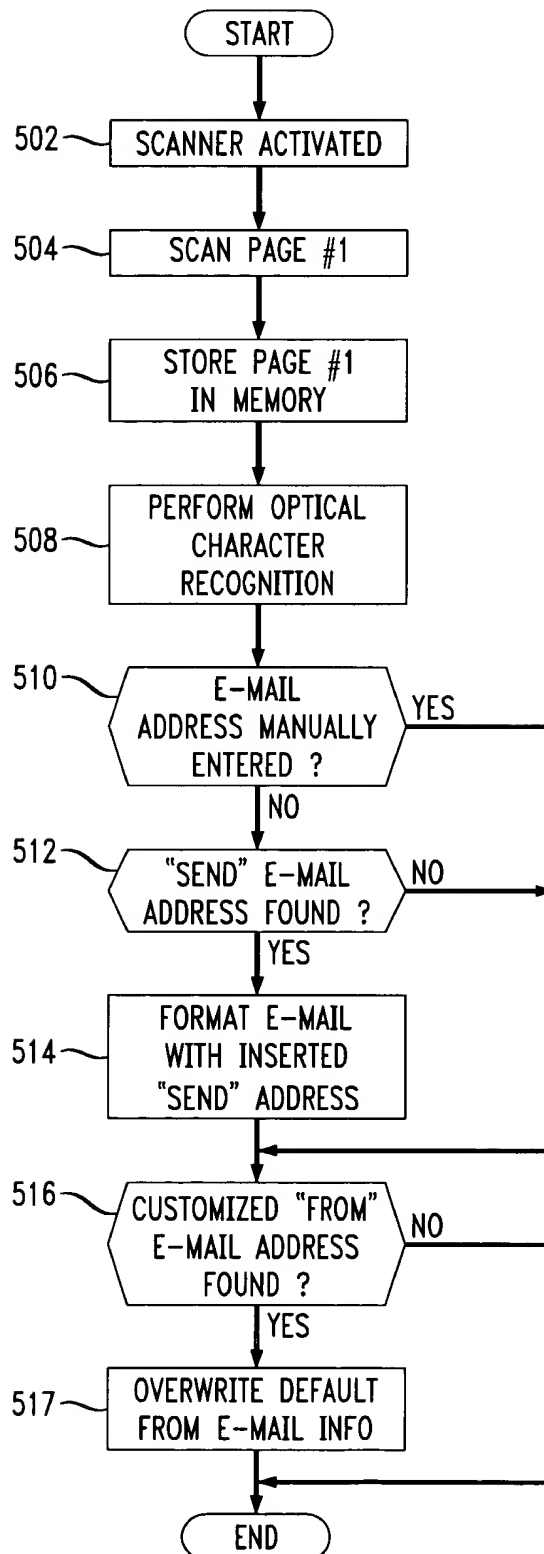 START
502
SCANNER ACTIVATED
504
SCAN PAGE #1
506
STORE PAGE #1
IN MEMORY
508
PERFORM OPTICAL
CHARACTER
RECOGNITION
510
E-MAIL
ADDRESS MANUALLY
ENTERED ?
YES
NO
512
"SEND" E-MAIL
ADDRESS FOUND ?
NO
YES
514
FORMAT E-MAIL
WITH INSERTED
"SEND" ADDRESS
516
CUSTOMIZED "FROM"
E-MAIL ADDRESS
FOUND ?
NO
YES
517
OVERWRITE DEFAULT
FROM E-MAIL INFO
END